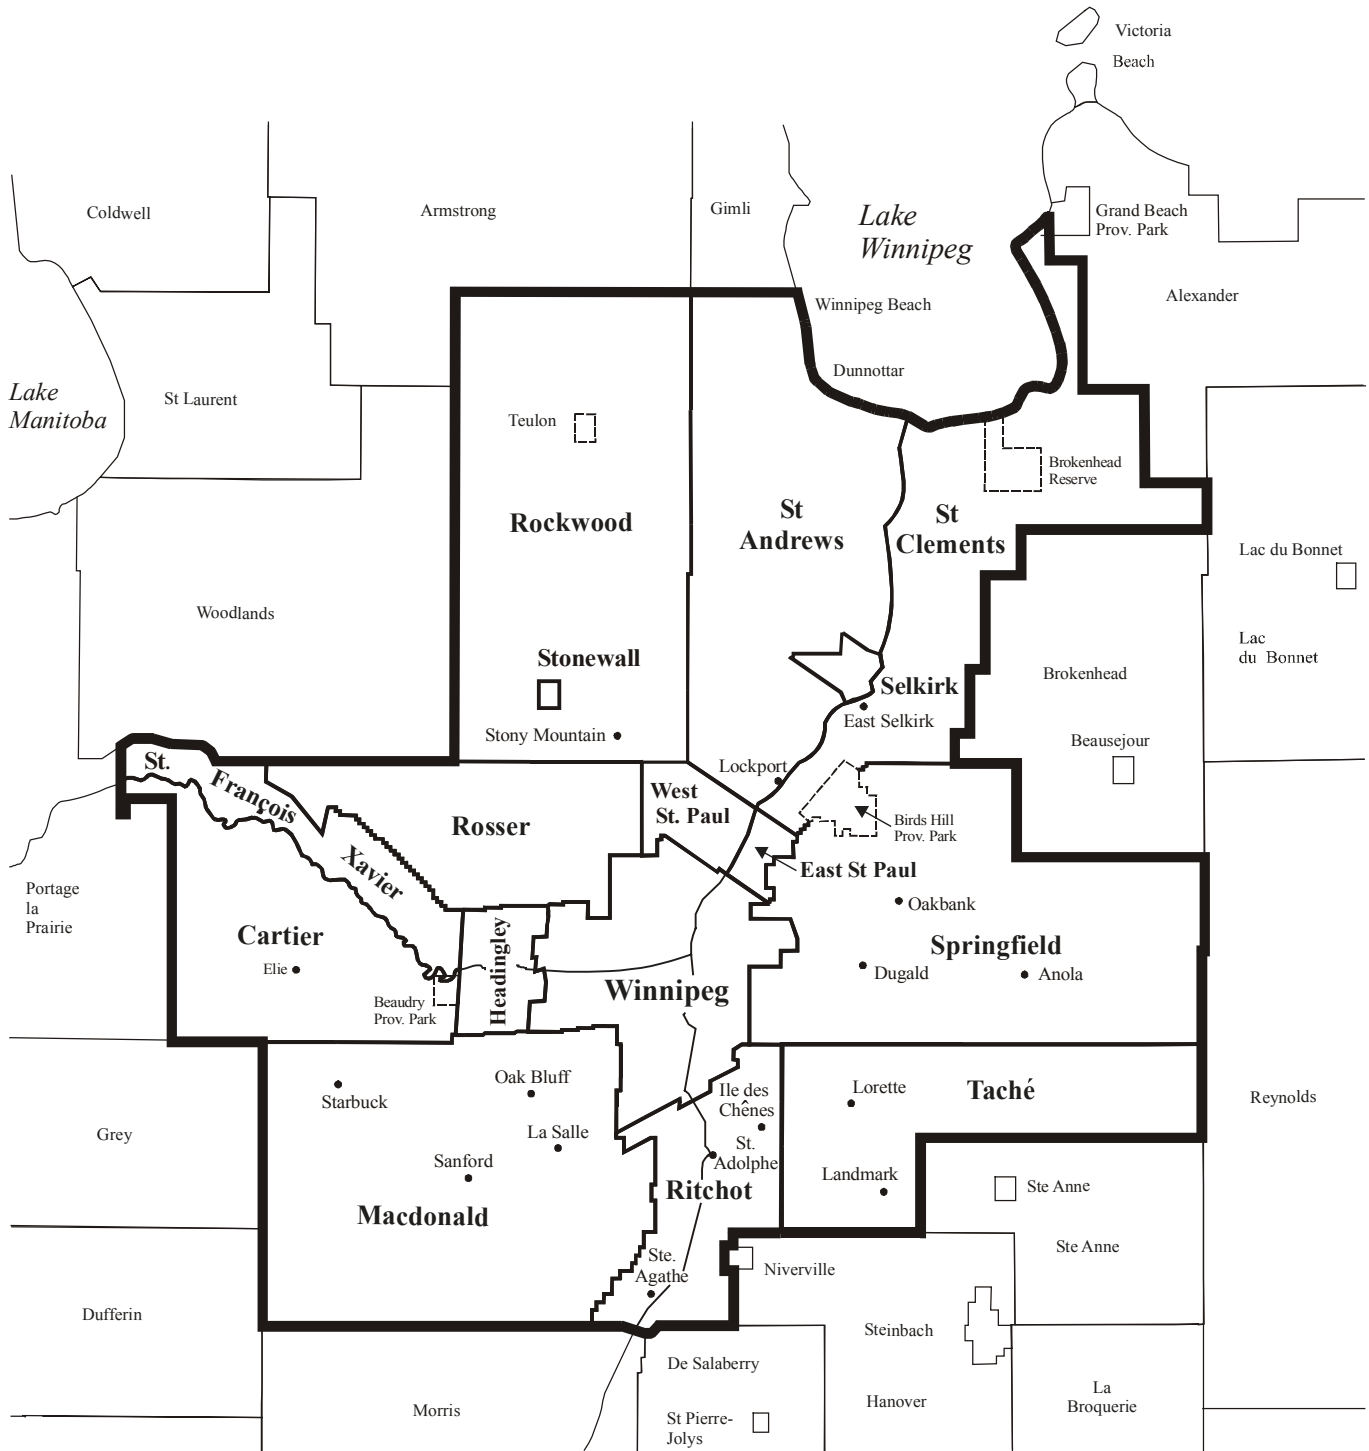 Victoria
Beach
Coldwell
Armstrong
Gimli
Lake
Winnipeg
Grand Beach
Prov. Park
Alexander
Winnipeg Beach
Dunnottar
Lake
Manitoba
St Laurent
Teulon
Brokenhead
Reserve
Rockwood
St
Andrews
St
Clements
Lac du Bonnet
Lac
du Bonnet
Woodlands
Stonewall
Stony Mountain
Selkirk
East Selkirk
Brokenhead
Beausejour
Lockport
St.
François
Xavier
Rosser
West
St. Paul
Birds Hill
Prov. Park
East St Paul
Portage
la
Prairie
Cartier
Elie
Beaudry
Prov. Park
Headingley
Winnipeg
Oakbank
Springfield
Dugald
Anola
Starbuck
Oak Bluff
La Salle
Sanford
Macdonald
Ile des
Chênes
St.
Adolphe
Ritchot
Ste.
Agathe
Lorette
Taché
Landmark
Reynolds
Grey
Ste Anne
Ste Anne
Niverville
Dufferin
Steinbach
De Salaberry
Hanover
La
Broquerie
Morris
St Pierre-
Jolys